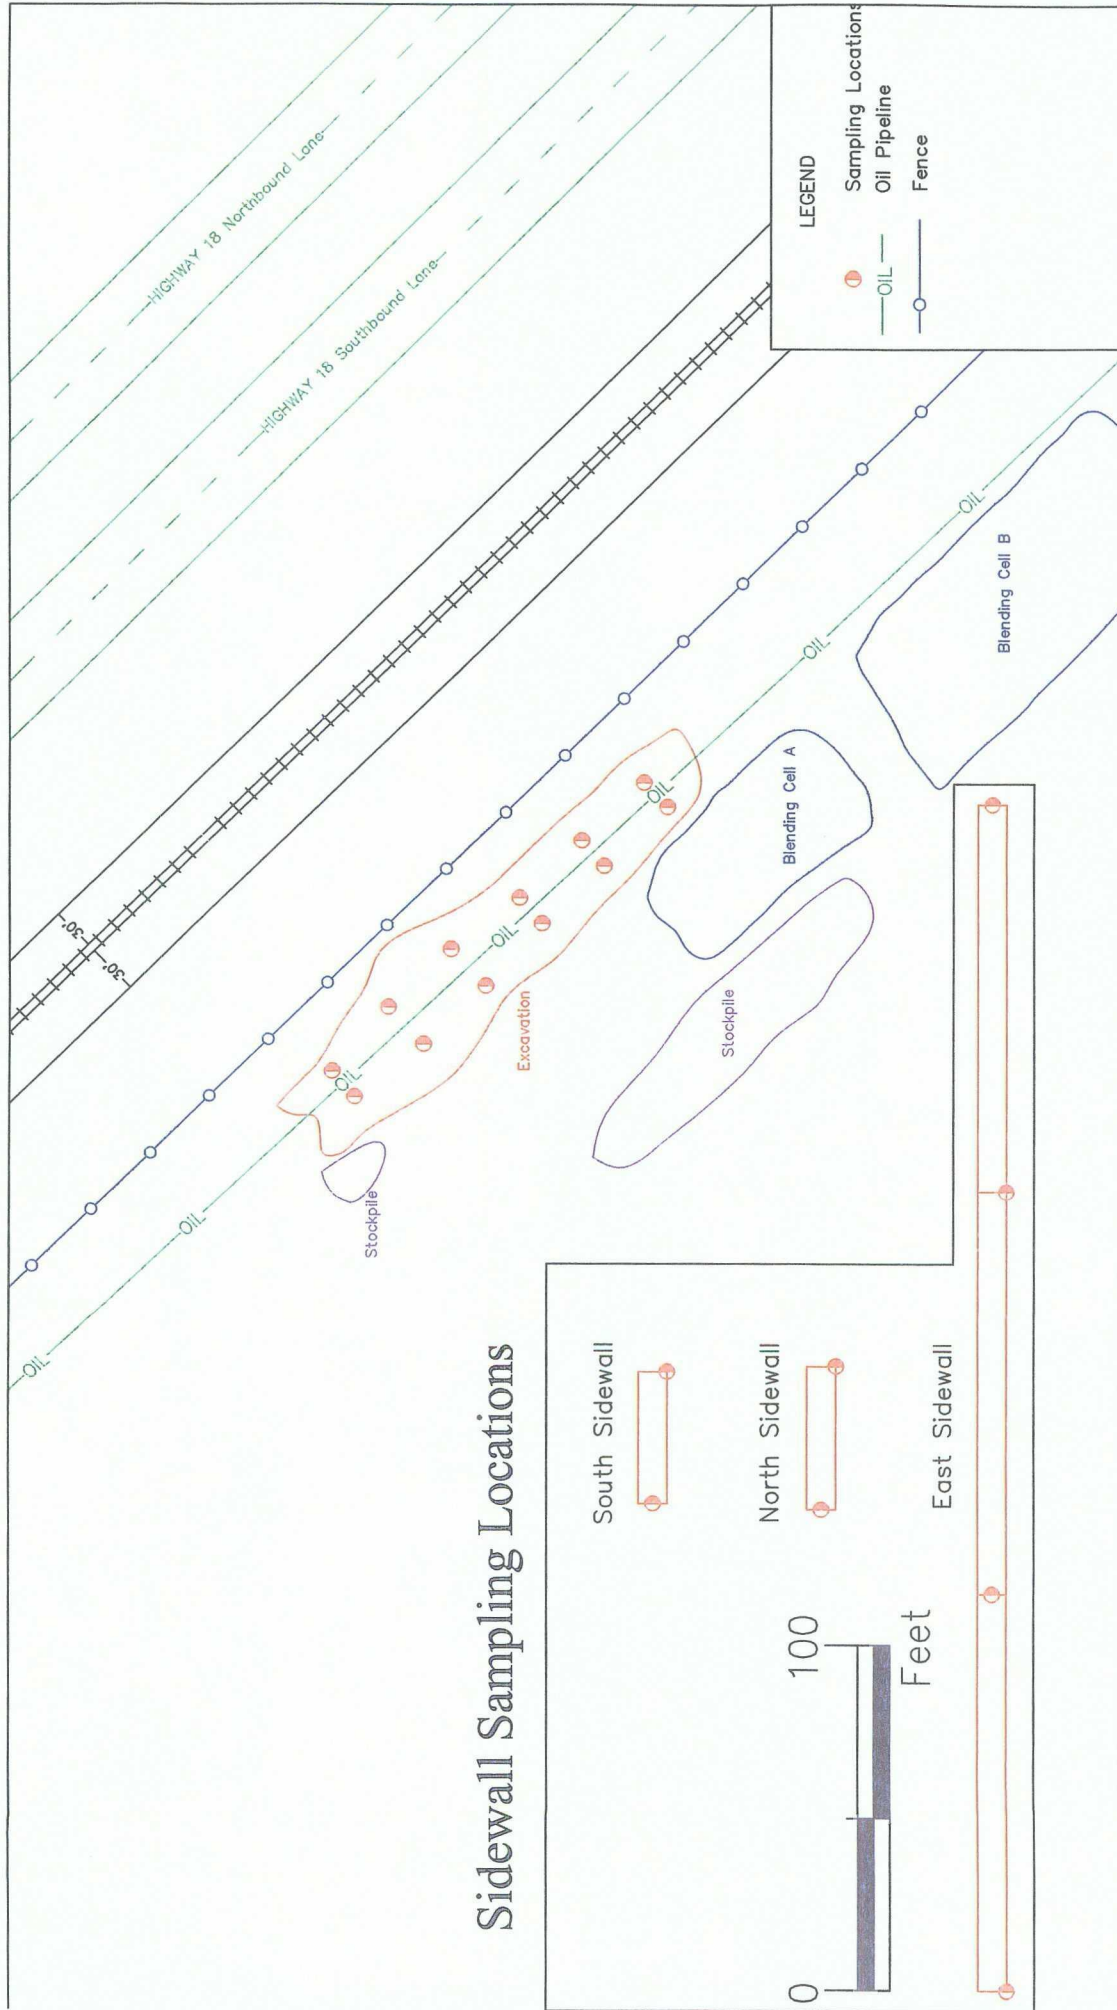 HIGHWAY 18 Northbound Lane
HIGHWAY 18 Southbound Lane
30'
30'
LEGEND
Sampling Locations
OIL
Oil Pipeline
Fence
OIL
OIL
OIL
OIL
OIL
OIL
OIL
Stockpile
Excavation
Stockpile
Blending Cell A
Blending Cell B
Sidewall Sampling Locations
South Sidewall
North Sidewall
East Sidewall
0
100
Feet